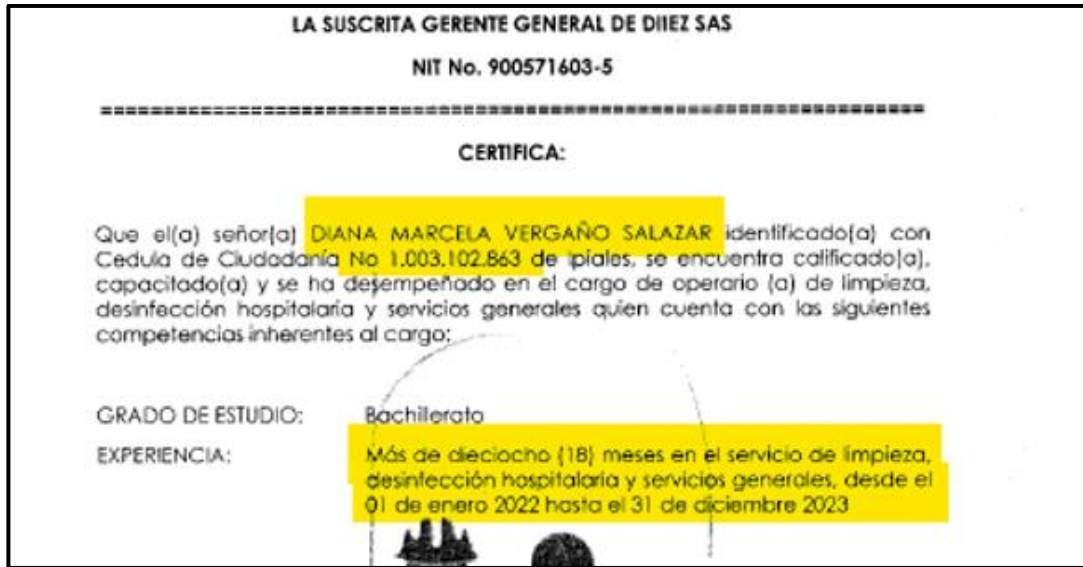 LA SUSCRITA GERENTE GENERAL DE DIIEZ SAS
NIT No. 900571603-5
==========================================================================
CERTIFICA:
Que el(a) señor(a) DIANA MARCELA VERGAÑO SALAZAR identificado(a) con
Cedula de Ciudadanía No 1.003.102.863 de Ipiales, se encuentra calificado(a),
capacitado(a) y se ha desempeñado en el cargo de operario (a) de limpieza,
desinfección hospitalaria y servicios generales quien cuenta con las siguientes
competencias inherentes al cargo:
GRADO DE ESTUDIO: Bachillerato
EXPERIENCIA: Más de dieciocho (18) meses en el servicio de limpieza,
desinfección hospitalaria y servicios generales, desde el
01 de enero 2022 hasta el 31 de diciembre 2023